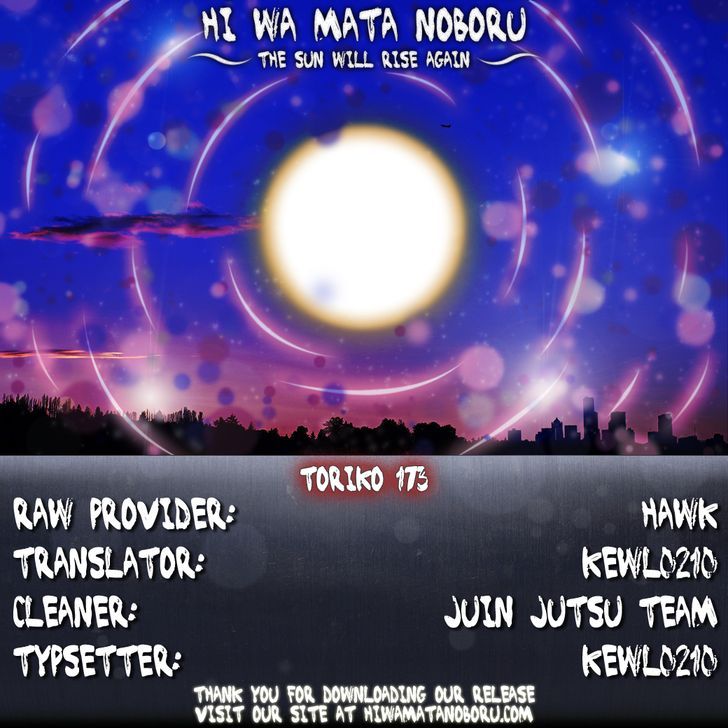 HI WA MATA NOBORU
THE SUN WILL RISE AGAIN
TORIKO 173
RAW PROVIDER: HAWK
TRANSLATOR: KEWL0210
CLEANER: JUIN JUTSU TEAM
TYPSETTER: KEWL0210
THANK YOU FOR DOWNLOADING OUR RELEASE
VISIT OUR SITE AT HIWAMATANOBORU.COM